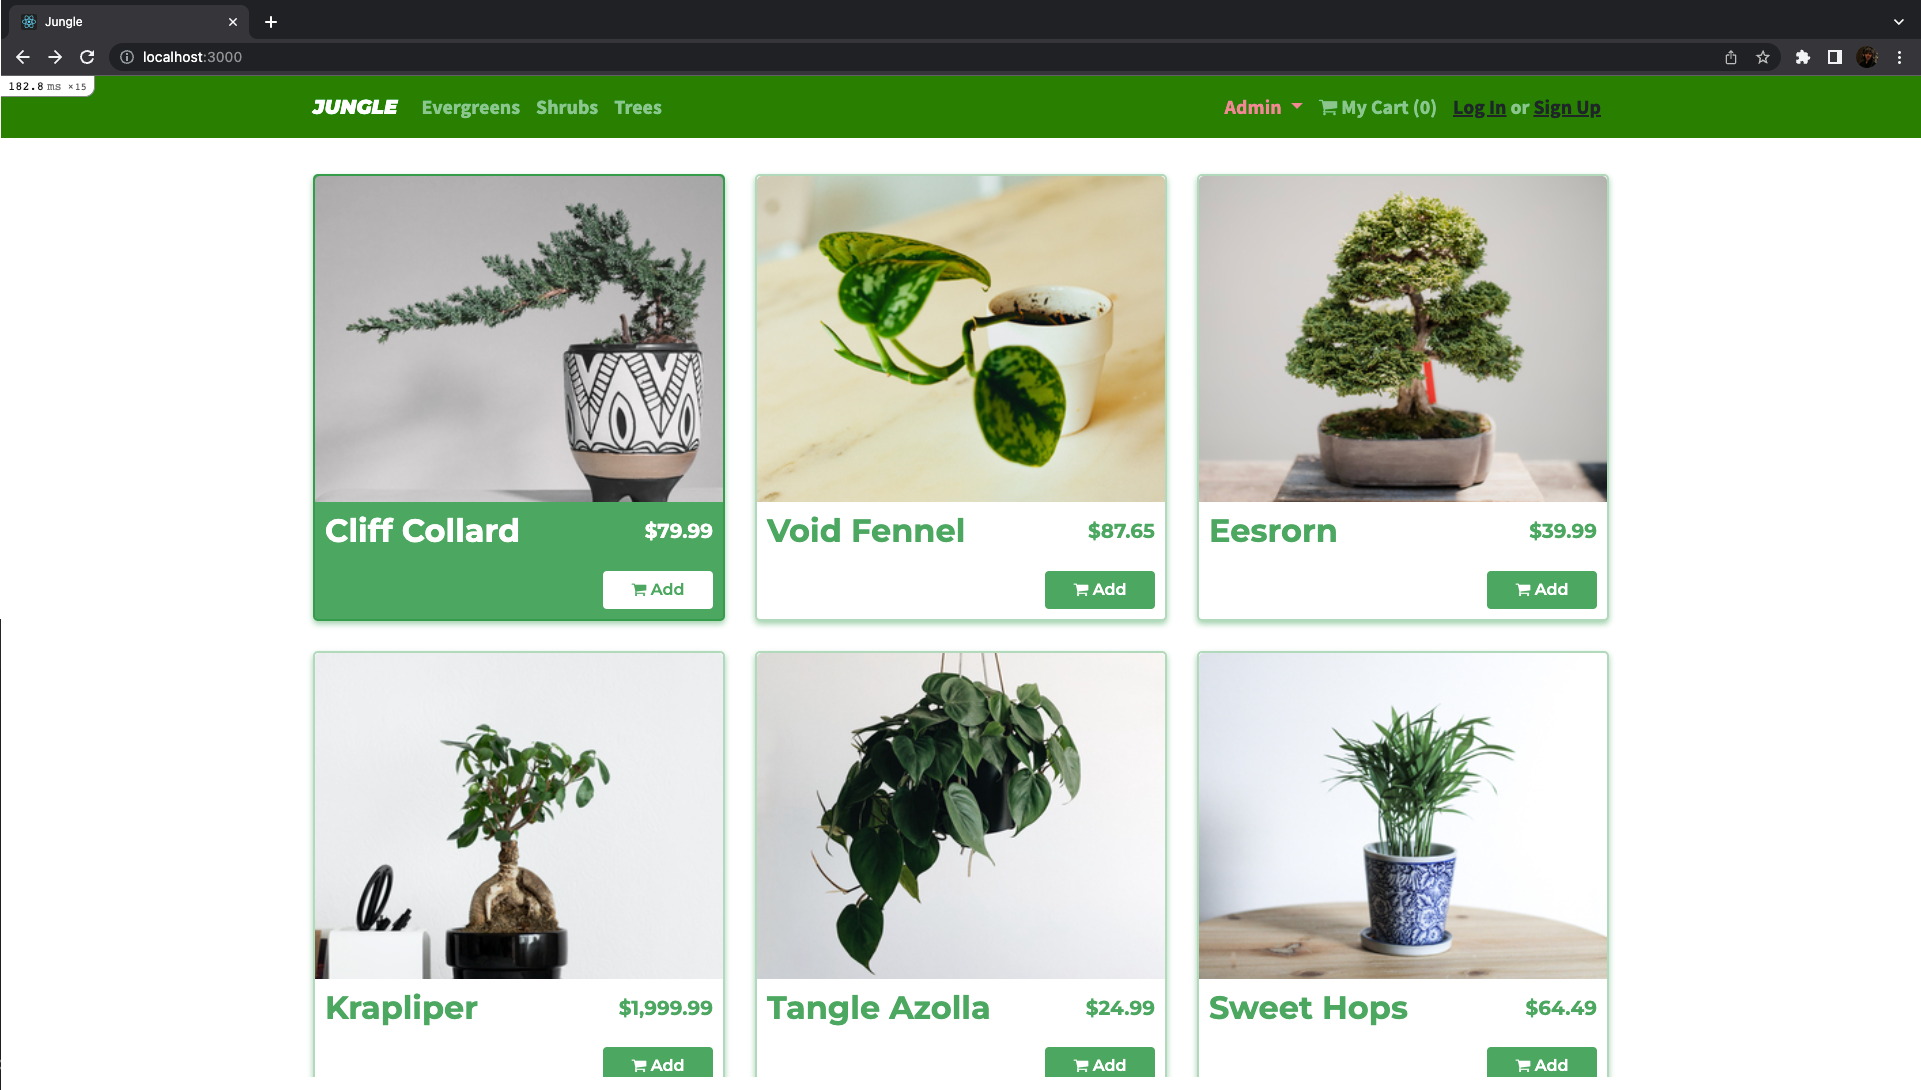 Jungle
localhost:3000
182.8 ms ×15
JUNGLE Evergreens Shrubs Trees Admin My Cart (0) Log In or Sign Up
Cliff Collard $79.99
Add
Void Fennel $87.65
Add
Eesrorn $39.99
Add
Krapliper $1,999.99
Add
Tangle Azolla $24.99
Add
Sweet Hops $64.49
Add